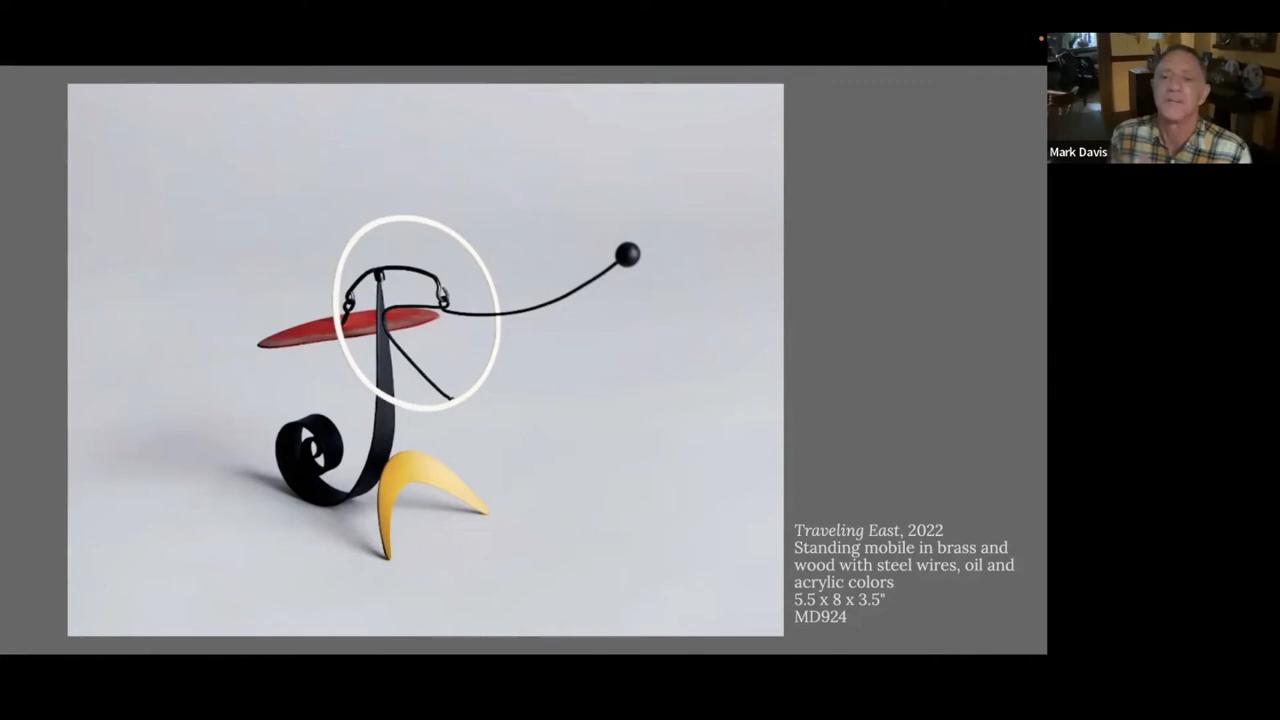 Mark Davis
Traveling East, 2022
Standing mobile in brass and
wood with steel wires, oil and
acrylic colors
5.5 x 8 x 3.5"
MD924